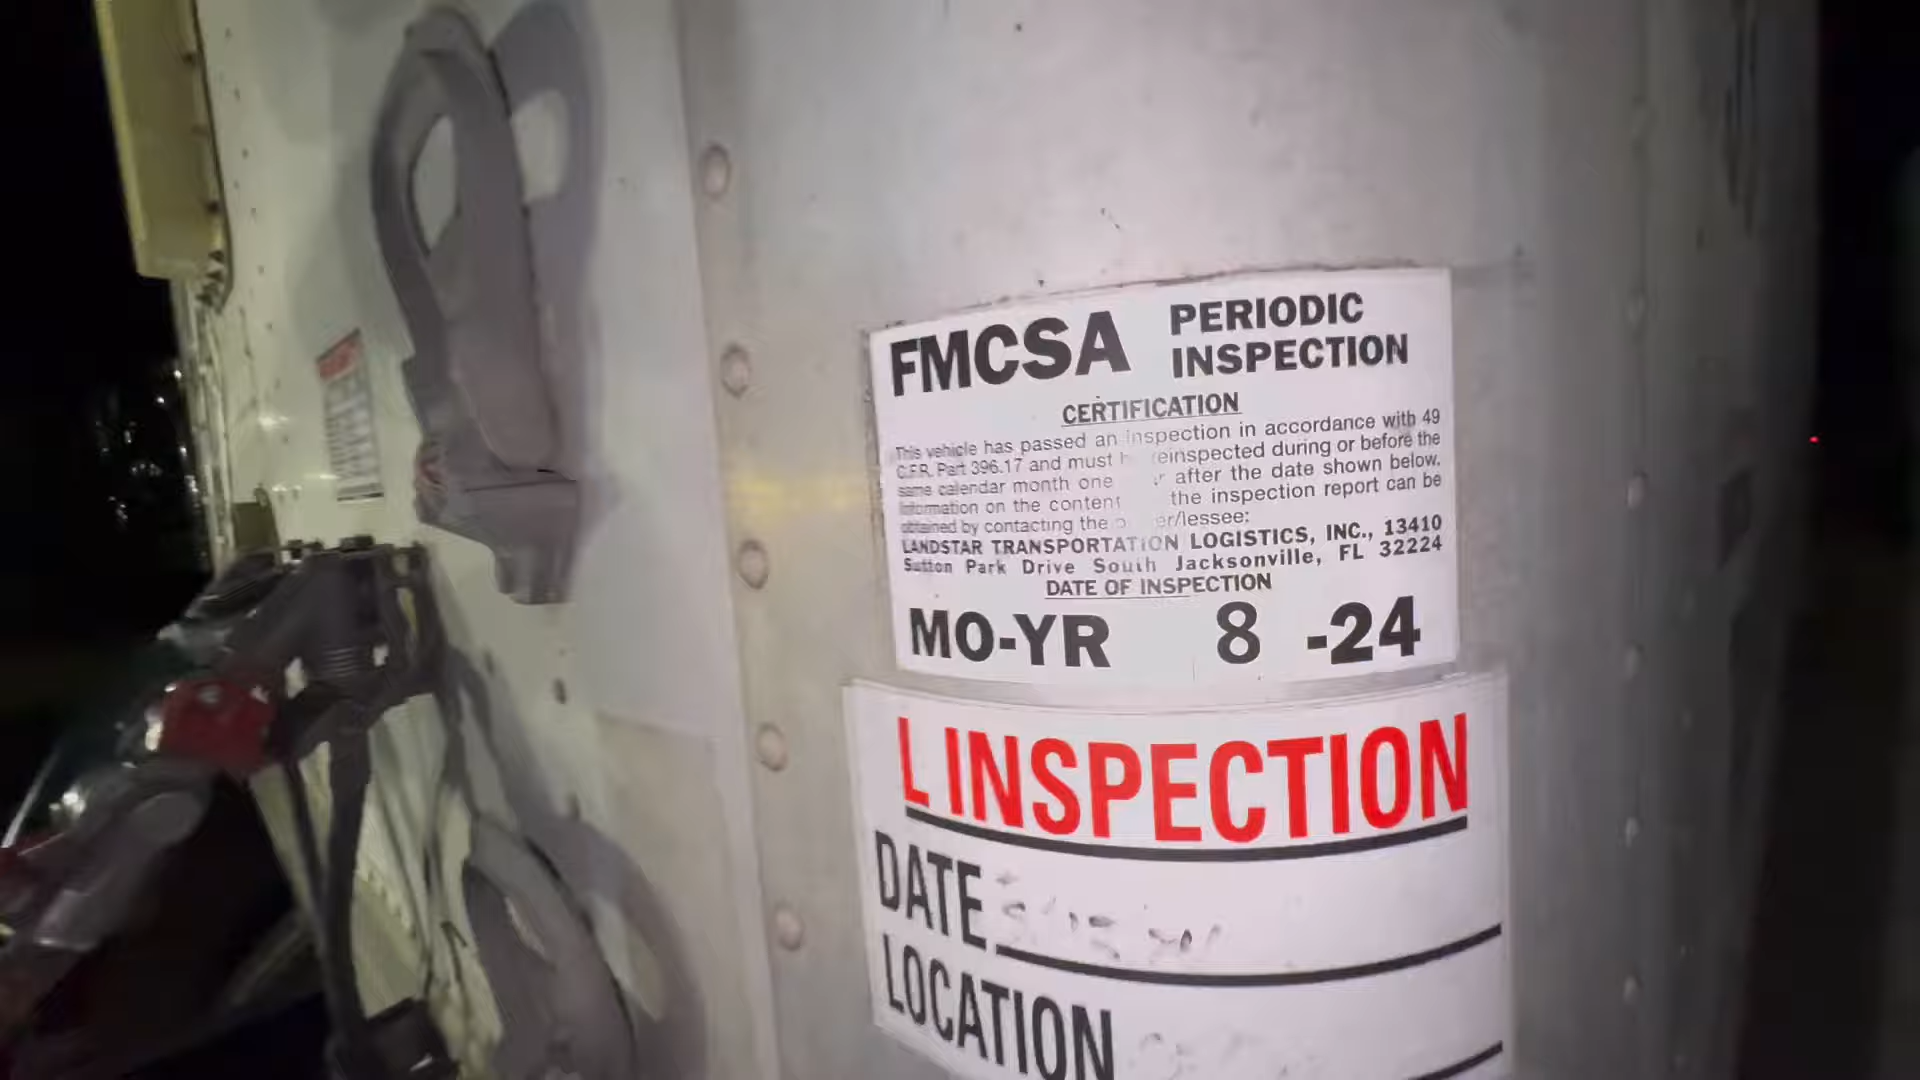 FMCSA PERIODIC INSPECTION
CERTIFICATION
This vehicle has passed an inspection in accordance with 49
C.F.R. Part 396.17 and must reinspected during or before the
same calendar month one after the date shown below.
Information on the content the inspection report can be
obtained by contacting the er/lessee:
LANDSTAR TRANSPORTATION LOGISTICS, INC., 13410
Sutton Park Drive South Jacksonville, FL 32224
DATE OF INSPECTION
MO-YR 8 -24
L INSPECTION
DATE
LOCATION